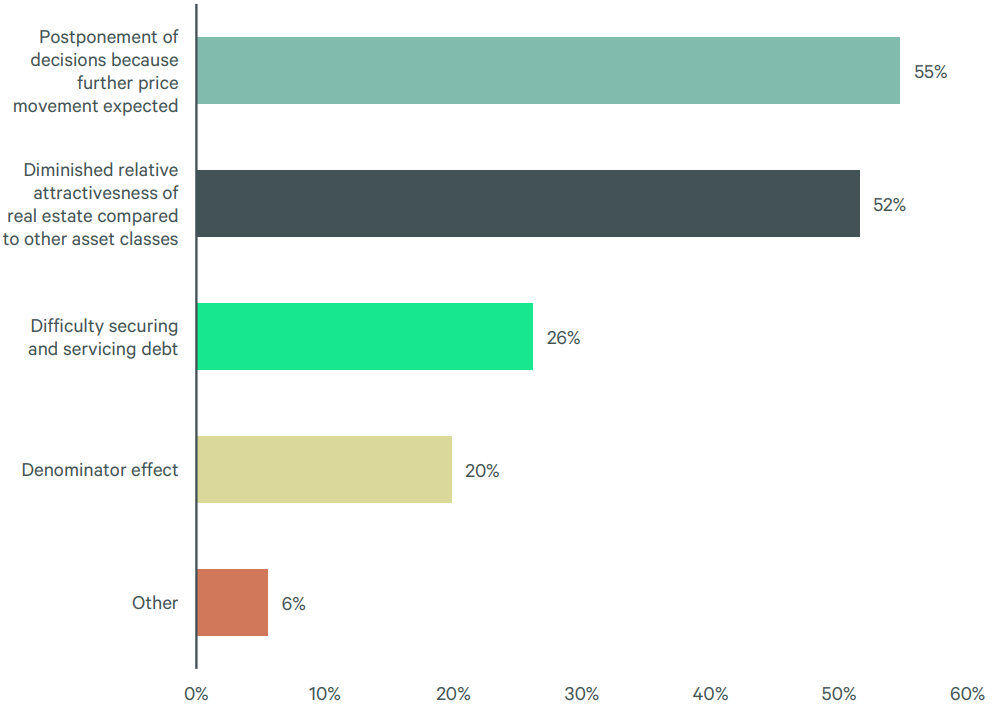 Postponement of
decisions because
further price
movement expected
55%
Diminished relative
attractivesness of
real estate compared
to other asset classes
52%
Difficulty securing
and servicing debt
26%
Denominator effect
20%
Other
6%
0% 10% 20% 30% 40% 50% 60%